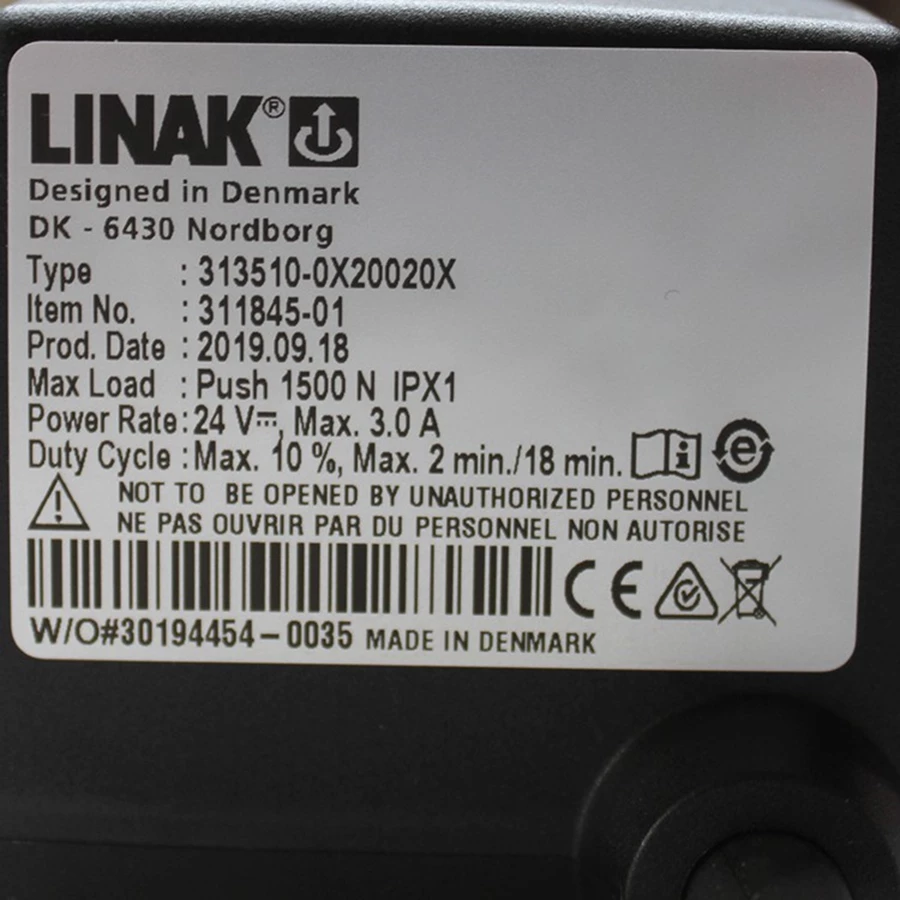 LINAK®
Designed in Denmark
DK - 6430 Nordborg
Type : 313510-0X20020X
Item No. : 311845-01
Prod. Date : 2019.09.18
Max Load : Push 1500 N IPX1
Power Rate: 24 V⎓, Max. 3.0 A
Duty Cycle : Max. 10 %, Max. 2 min./18 min.
NOT TO BE OPENED BY UNAUTHORIZED PERSONNEL
NE PAS OUVRIR PAR DU PERSONNEL NON AUTORISE
CE
W/O#30194454-0035 MADE IN DENMARK